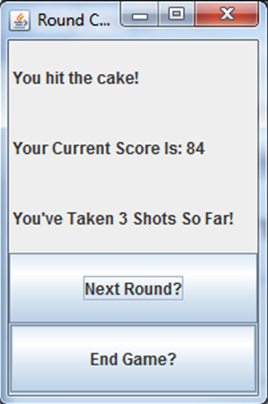 Round C...
You hit the cake!
Your Current Score Is: 84
You've Taken 3 Shots So Far!
Next Round?
End Game?